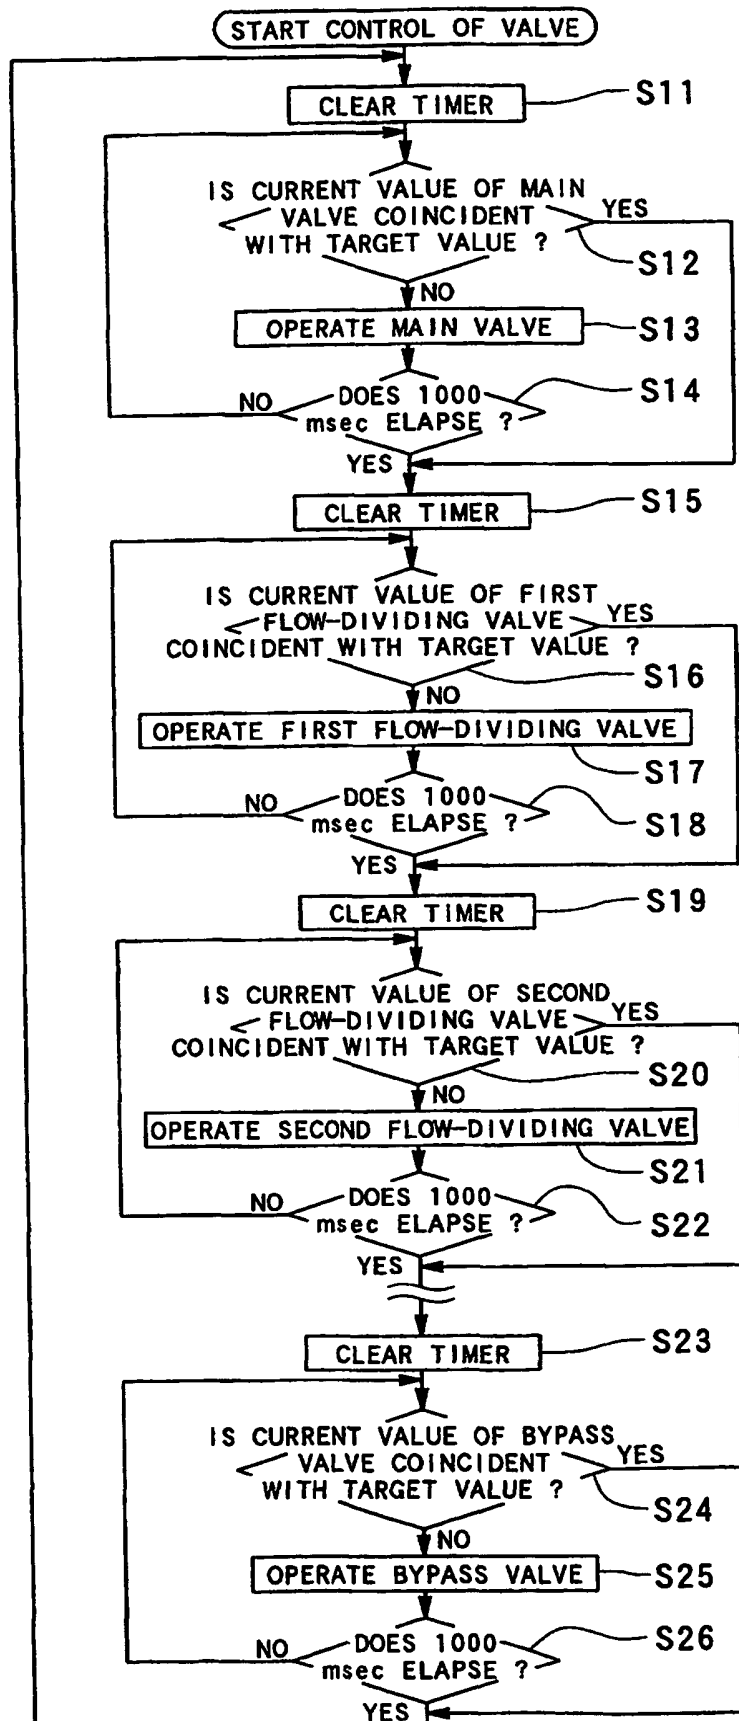 START CONTROL OF VALVE
CLEAR TIMER
S11
IS CURRENT VALUE OF MAIN
VALVE COINCIDENT
WITH TARGET VALUE ?
YES
S12
NO
OPERATE MAIN VALVE
S13
DOES 1000
msec ELAPSE ?
NO
S14
YES
CLEAR TIMER
S15
IS CURRENT VALUE OF FIRST
FLOW-DIVIDING VALVE
COINCIDENT WITH TARGET VALUE ?
YES
S16
NO
OPERATE FIRST FLOW-DIVIDING VALVE
S17
DOES 1000
msec ELAPSE ?
NO
S18
YES
CLEAR TIMER
S19
IS CURRENT VALUE OF SECOND
FLOW-DIVIDING VALVE
COINCIDENT WITH TARGET VALUE ?
YES
S20
NO
OPERATE SECOND FLOW-DIVIDING VALVE
S21
DOES 1000
msec ELAPSE ?
NO
S22
YES
CLEAR TIMER
S23
IS CURRENT VALUE OF BYPASS
VALVE COINCIDENT
WITH TARGET VALUE ?
YES
S24
NO
OPERATE BYPASS VALVE
S25
DOES 1000
msec ELAPSE ?
NO
S26
YES